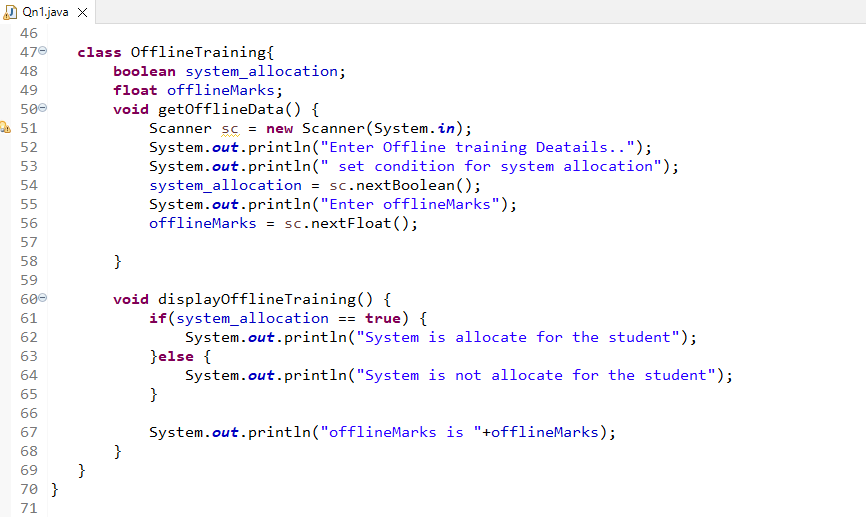 Qn1.java
46
47 class OfflineTraining{
48 boolean system_allocation;
49 float offlineMarks;
50 void getOfflineData() {
51 Scanner sc = new Scanner(System.in);
52 System.out.println("Enter Offline training Deatails..");
53 System.out.println(" set condition for system allocation");
54 system_allocation = sc.nextBoolean();
55 System.out.println("Enter offlineMarks");
56 offlineMarks = sc.nextFloat();
57
58 }
59
60 void displayOfflineTraining() {
61 if(system_allocation == true) {
62 System.out.println("System is allocate for the student");
63 }else {
64 System.out.println("System is not allocate for the student");
65 }
66
67 System.out.println("offlineMarks is "+offlineMarks);
68 }
69 }
70 }
71